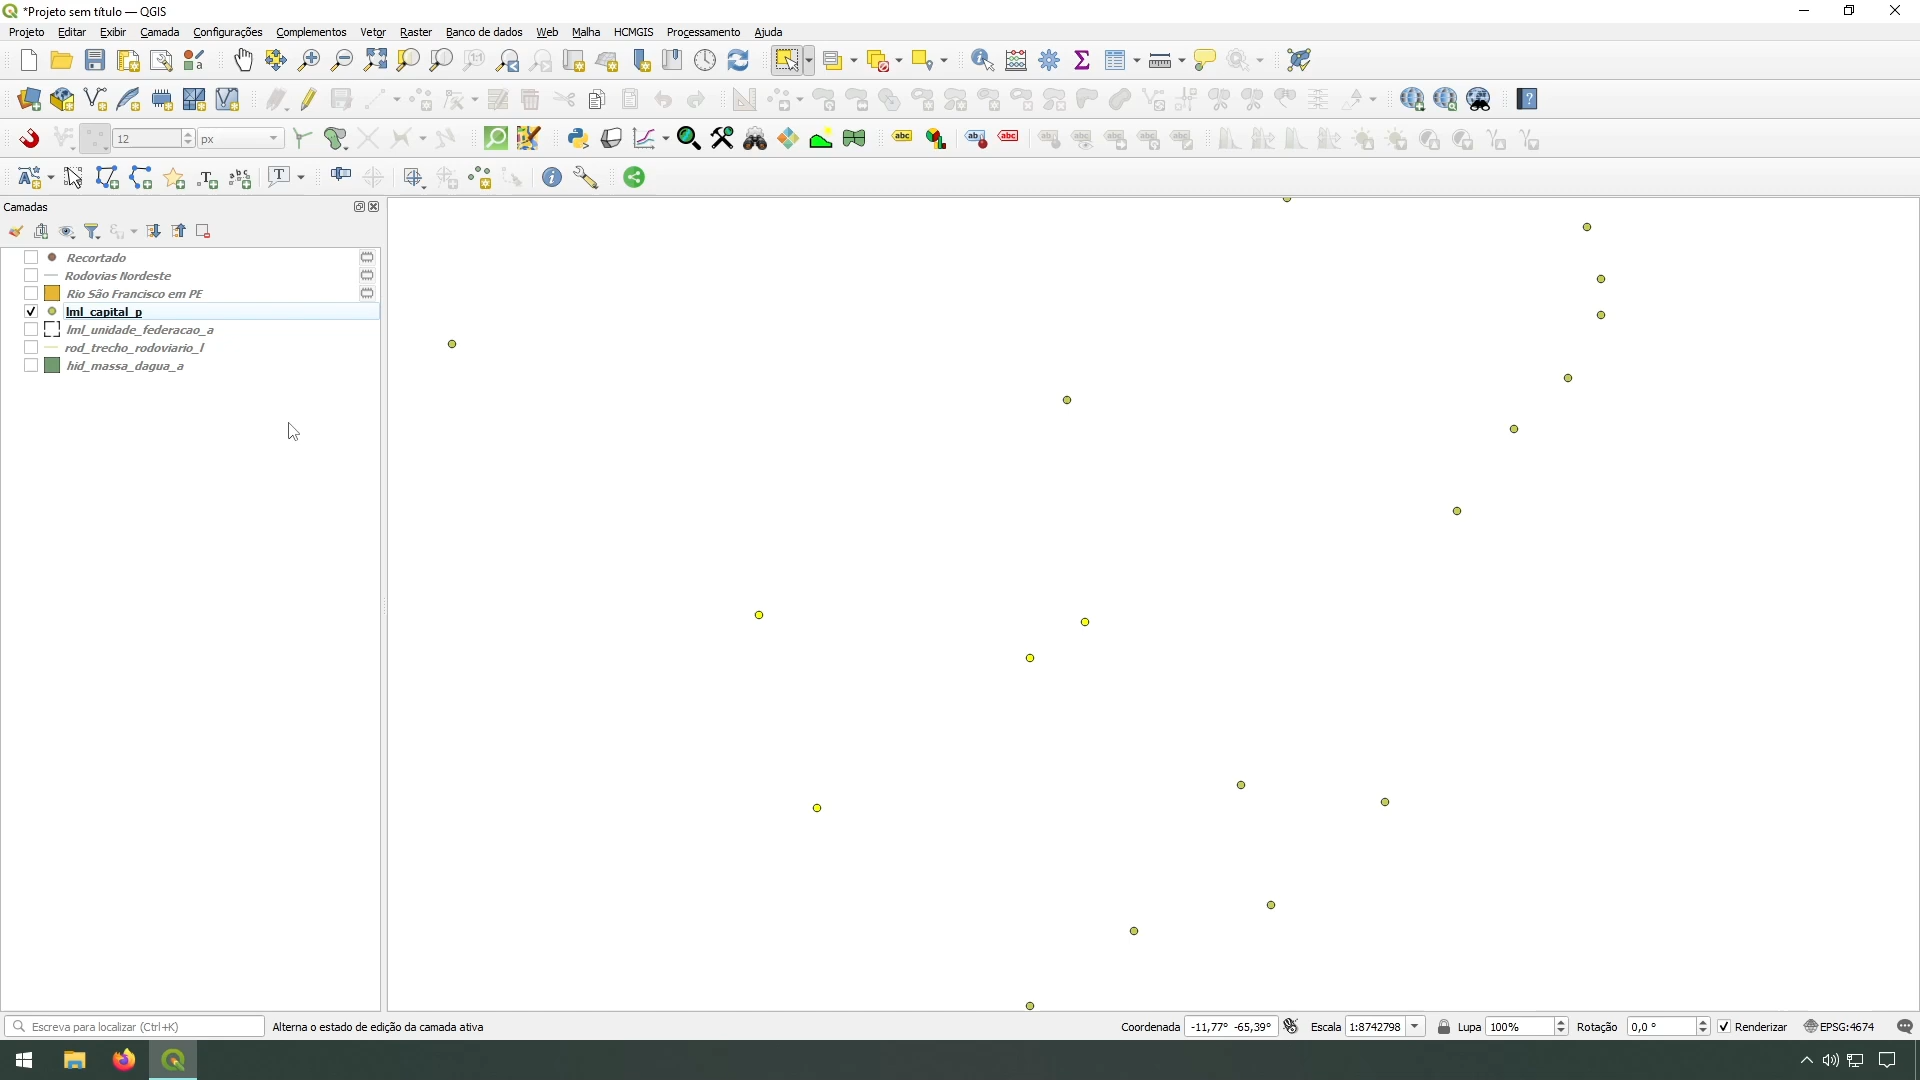 *Projeto sem título — QGIS
Projeto Editar Exibir Camada Configurações Complementos Vetor Raster Banco de dados Web Malha HCMGIS Processamento Ajuda
12 px
Camadas
Recortado
Rodovias Nordeste
Rio São Francisco em PE
lml_capital_p
lml_unidade_federacao_a
rod_trecho_rodoviario_l
hid_massa_dagua_a
Escreva para localizar (Ctrl+K) Alterna o estado de edição da camada ativa Coordenada -11,77° -65,39° Escala 1:8742798 Lupa 100% Rotação 0,0 ° Renderizar EPSG:4674